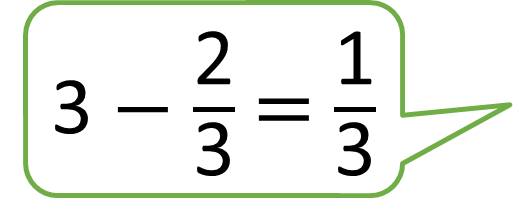 3 − 2/3 = 1/3